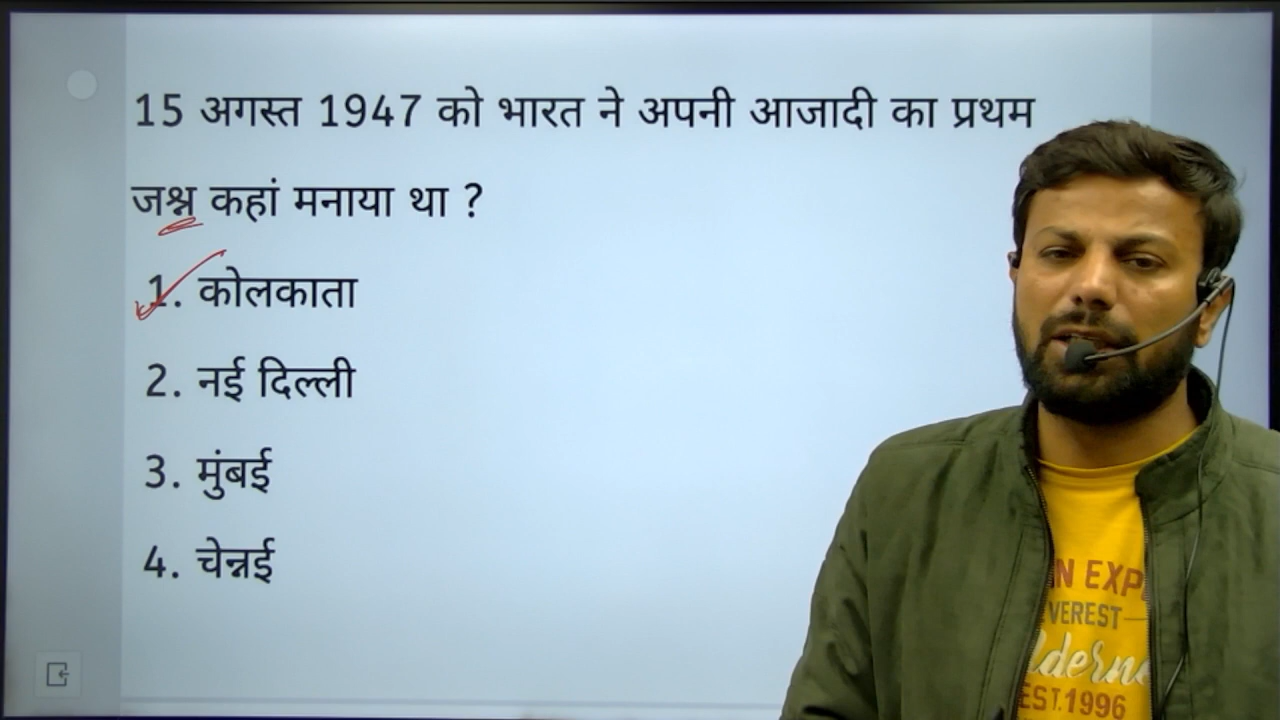 15 अगस्त 1947 को भारत ने अपनी आजादी का प्रथम
जश्न कहां मनाया था ?
1. कोलकाता
2. नई दिल्ली
3. मुंबई
4. चेन्नई
EXP
VEREST
EST.1996